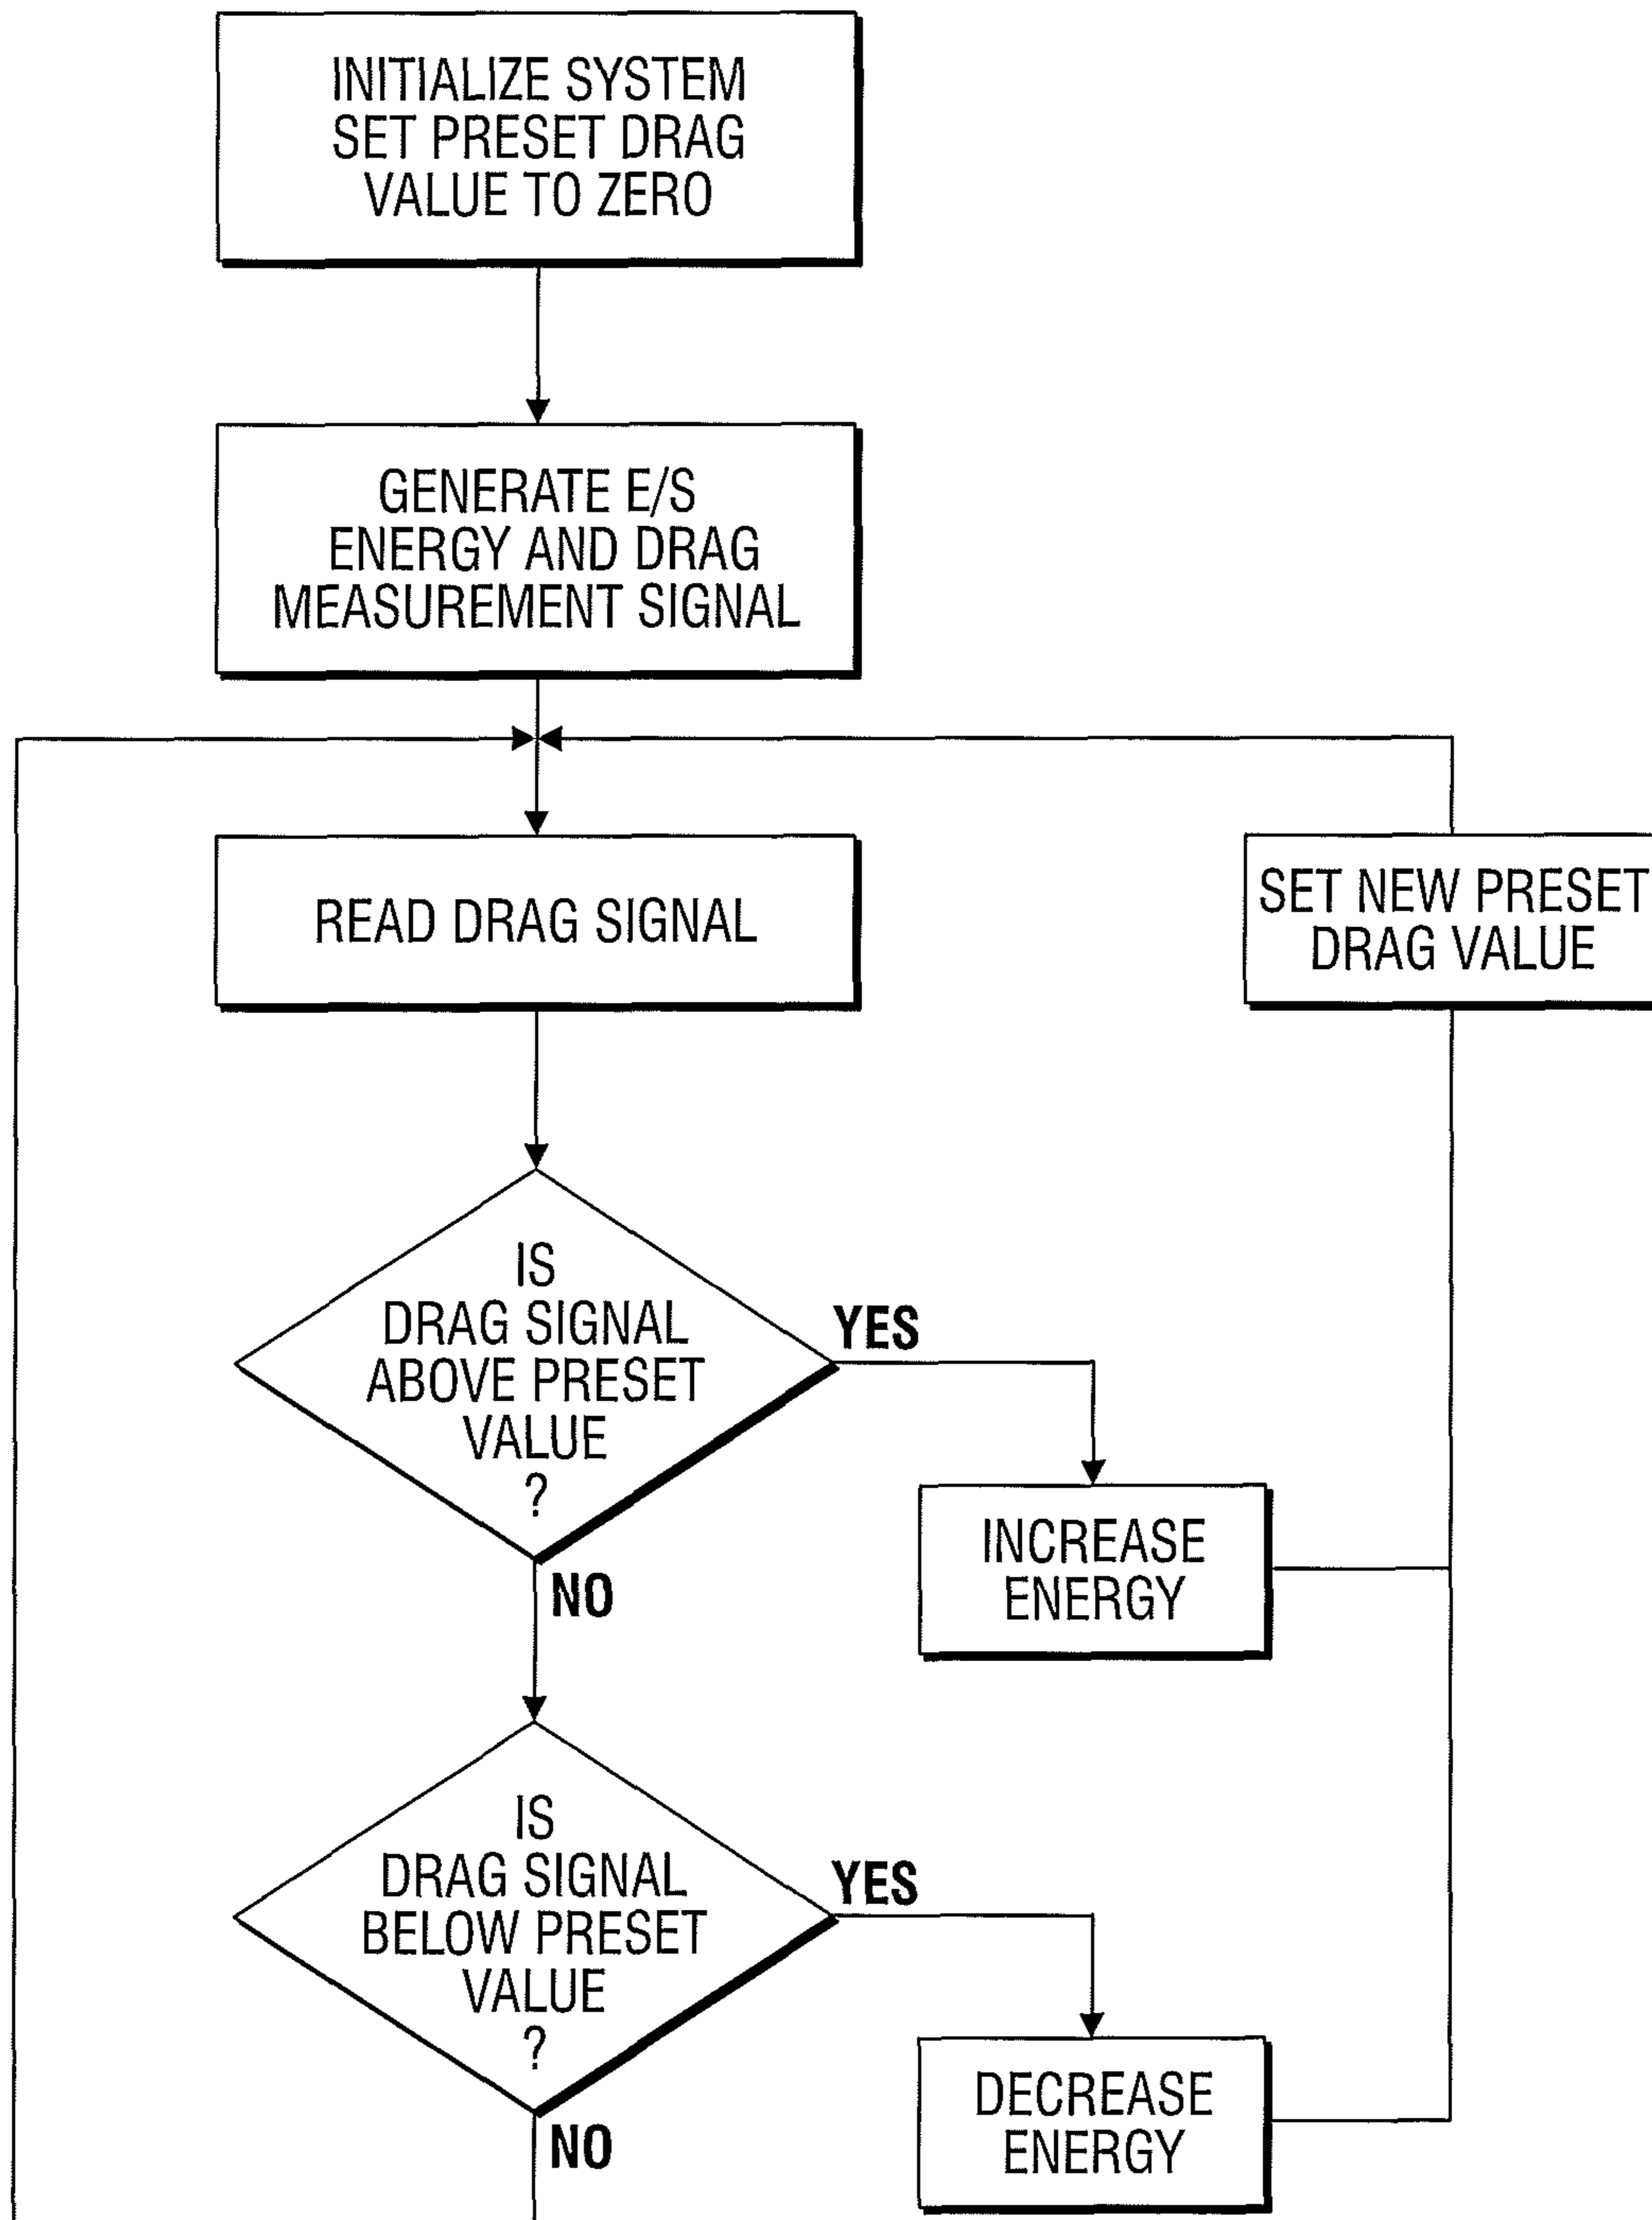 INITIALIZE SYSTEM
SET PRESET DRAG
VALUE TO ZERO
GENERATE E/S
ENERGY AND DRAG
MEASUREMENT SIGNAL
READ DRAG SIGNAL
SET NEW PRESET
DRAG VALUE
IS
DRAG SIGNAL
ABOVE PRESET
VALUE
?
YES
NO
INCREASE
ENERGY
IS
DRAG SIGNAL
BELOW PRESET
VALUE
?
YES
NO
DECREASE
ENERGY